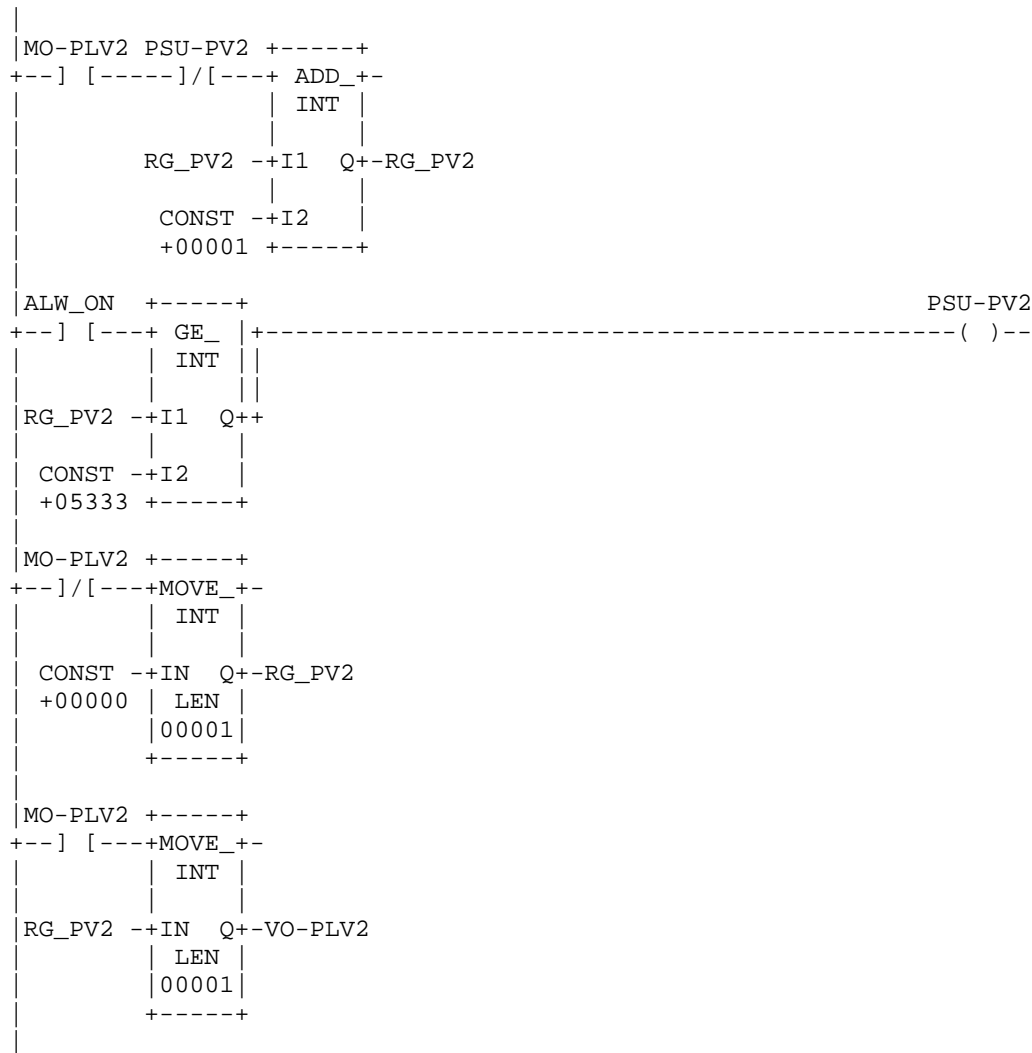 |
|MO-PLV2 PSU-PV2 +-----+
+--] [-----]/[---+ ADD_+-
|                | INT |
|                |     |
|        RG_PV2 -+I1  Q+-RG_PV2
|                |     |
|         CONST -+I2   |
|         +00001 +-----+
|
|ALW_ON  +-----+                                             PSU-PV2
+--] [---+ GE_ |+----------------------------------------------( )--
|        | INT ||
|        |     ||
|RG_PV2 -+I1  Q++
|        |     |
| CONST -+I2   |
| +05333 +-----+
|
|MO-PLV2 +-----+
+--]/[---+MOVE_+-
|        | INT |
|        |     |
| CONST -+IN  Q+-RG_PV2
| +00000 | LEN |
|        |00001|
|        +-----+
|
|MO-PLV2 +-----+
+--] [---+MOVE_+-
|        | INT |
|        |     |
|RG_PV2 -+IN  Q+-VO-PLV2
|        | LEN |
|        |00001|
|        +-----+
|